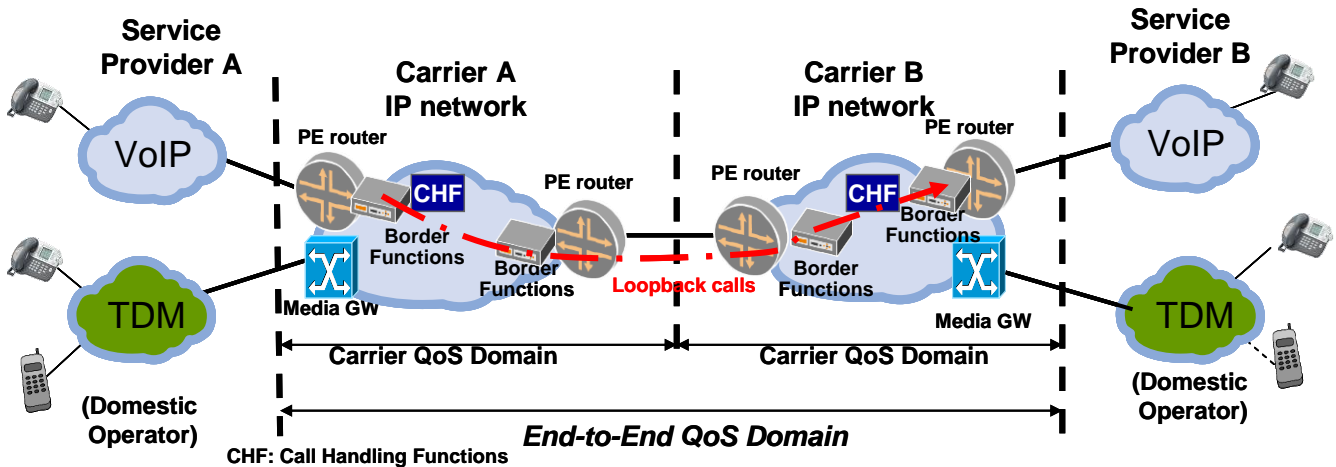 Service
Provider A
Carrier A
IP network
Carrier B
IP network
Service
Provider B
PE router
PE router
PE router
PE router
VoIP
VoIP
CHF
CHF
Border
Functions
Border
Functions
Border
Functions
Border
Functions
Loopback calls
TDM
TDM
Media GW
Media GW
Carrier QoS Domain
Carrier QoS Domain
(Domestic
Operator)
(Domestic
Operator)
End-to-End QoS Domain
CHF: Call Handling Functions